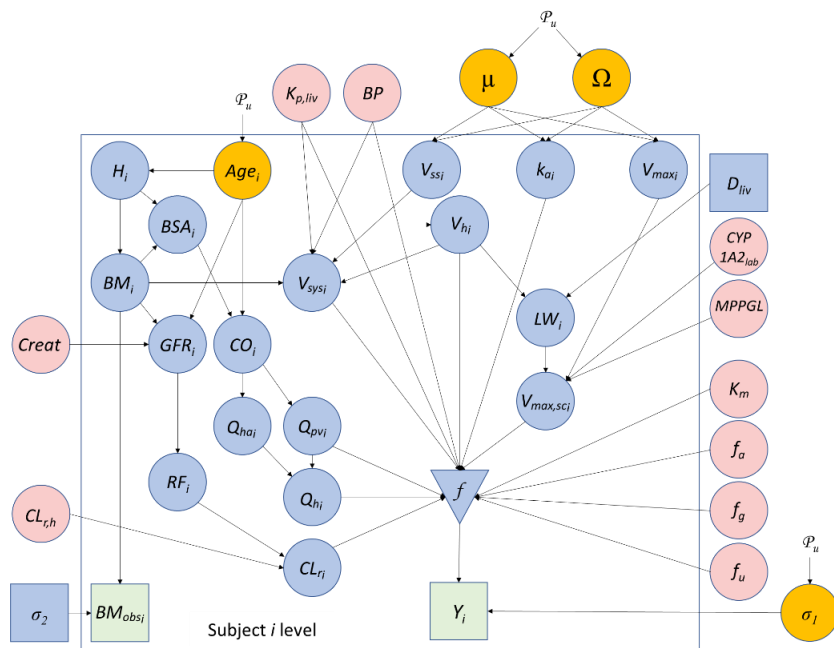 𝒫u
μ
Ω
Kp,liv
BP
𝒫u
Hi
Agei
Vssi
kai
Vmaxi
Dliv
BSAi
Vhi
CYP
1A2lab
BMi
Vsysi
LWi
MPPGL
Creat
GFRi
COi
Vmax,sci
Km
Qhai
Qpvi
fa
RFi
Qhi
f
fg
CLr,h
CLri
fu
𝒫u
σ2
BMobsi
Subject i level
Yi
σ1